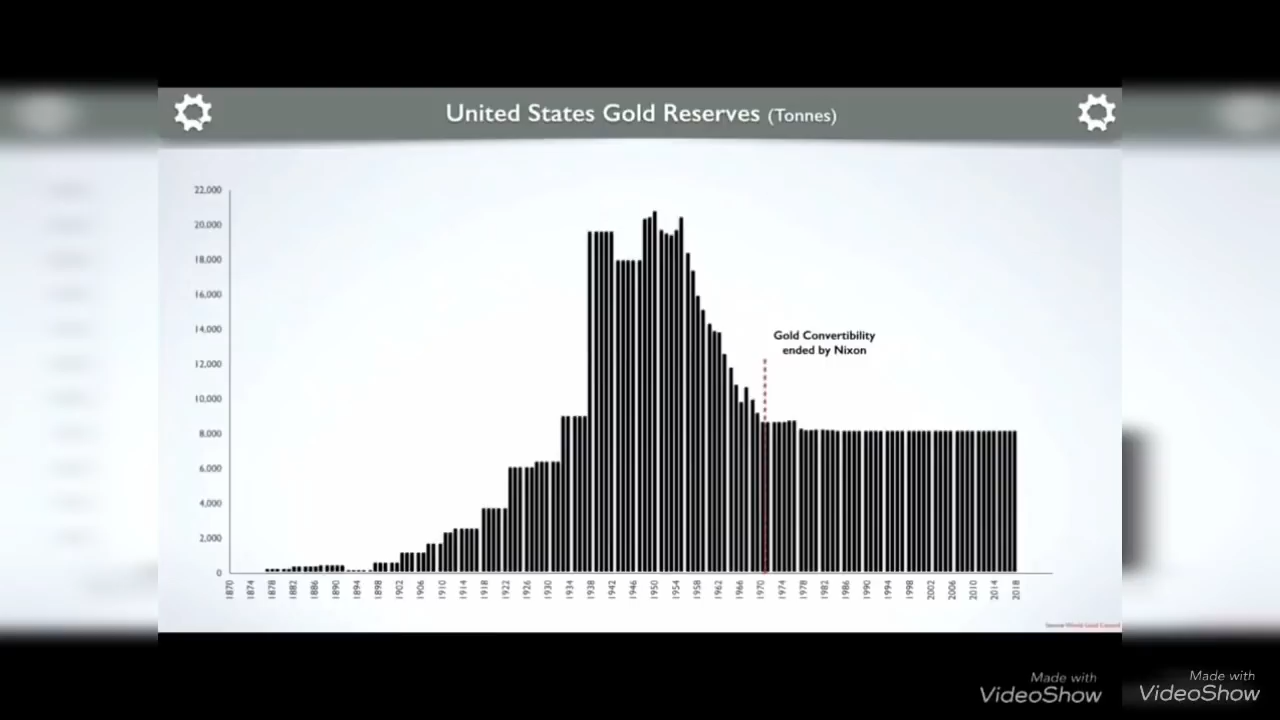 United States Gold Reserves (Tonnes)
22,000
20,000
18,000
16,000
14,000
12,000
10,000
8,000
6,000
4,000
2,000
0
Gold Convertibility
ended by Nixon
1870 1874 1878 1882 1886 1890 1894 1898 1902 1906 1910 1914 1918 1922 1926 1930 1934 1938 1942 1946 1950 1954 1958 1962 1966 1970 1974 1978 1982 1986 1990 1994 1998 2002 2006 2010 2014 2018
Source: World Gold Council
Made with
VideoShow
Made with
VideoShow